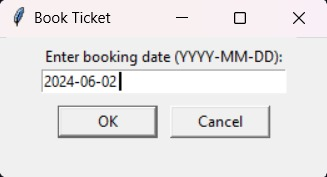 Book Ticket
Enter booking date (YYYY-MM-DD):
2024-06-02
OK
Cancel